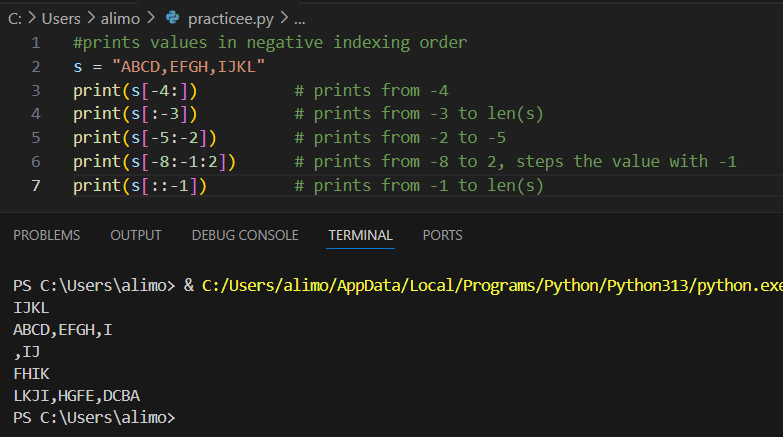 C: > Users > alimo > practicee.py > ...
1 #prints values in negative indexing order
2 s = "ABCD,EFGH,IJKL"
3 print(s[-4:]) # prints from -4
4 print(s[:-3]) # prints from -3 to len(s)
5 print(s[-5:-2]) # prints from -2 to -5
6 print(s[-8:-1:2]) # prints from -8 to 2, steps the value with -1
7 print(s[::-1]) # prints from -1 to len(s)
PROBLEMS OUTPUT DEBUG CONSOLE TERMINAL PORTS
PS C:\Users\alimo> & C:/Users/alimo/AppData/Local/Programs/Python/Python313/python.exe
IJKL
ABCD,EFGH,I
,IJ
FHIK
LKJI,HGFE,DCBA
PS C:\Users\alimo>